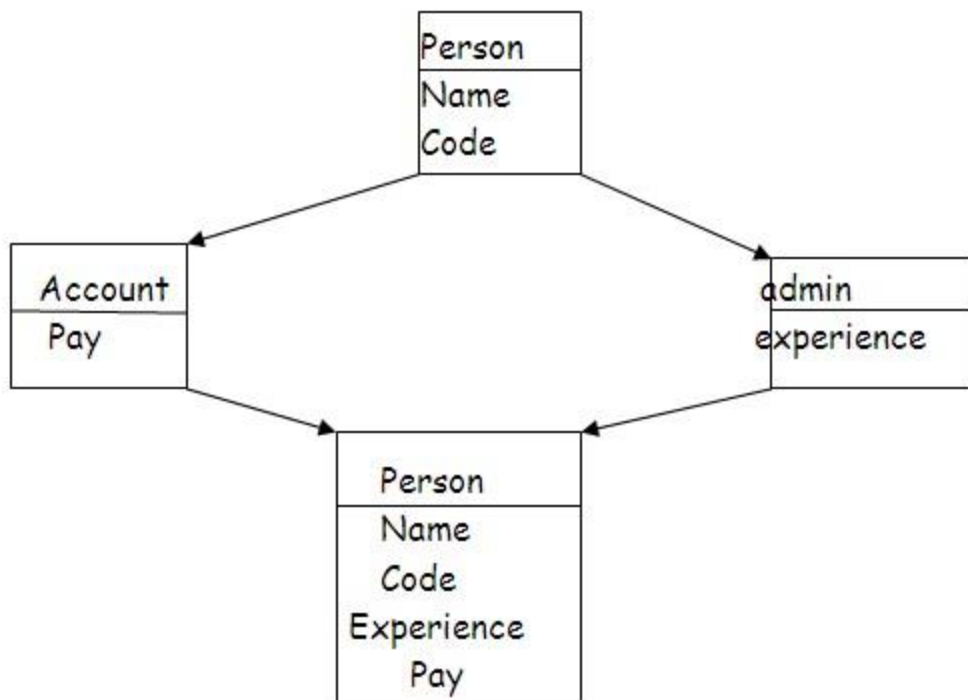 Person
Name
Code
Account
Pay
admin
experience
Person
Name
Code
Experience
Pay